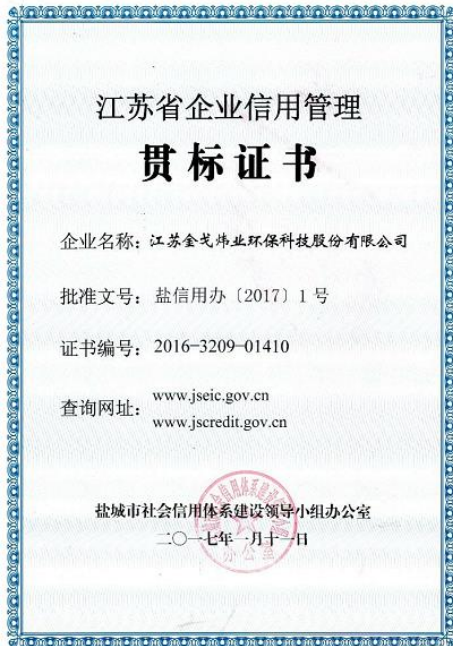 江苏省企业信用管理
贯标证书
企业名称：江苏金戈炜业环保科技股份有限公司
批准文号：盐信用办〔2017〕1号
证书编号：2016-3209-01410
查询网址：www.jseic.gov.cn
www.jscredit.gov.cn
盐城市社会信用体系建设领导小组办公室
二〇一七年一月十一日
办公室